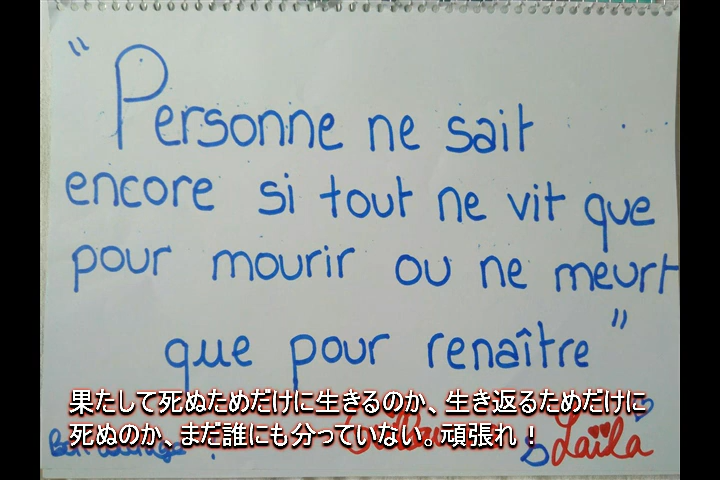 " Personne ne sait
encore si tout ne vit que
pour mourir ou ne meurt
que pour renaître "
果たして死ぬためだけに生きるのか、生き返るためだけに
死ぬのか、まだ誰にも分っていない。頑張れ！
Laïla